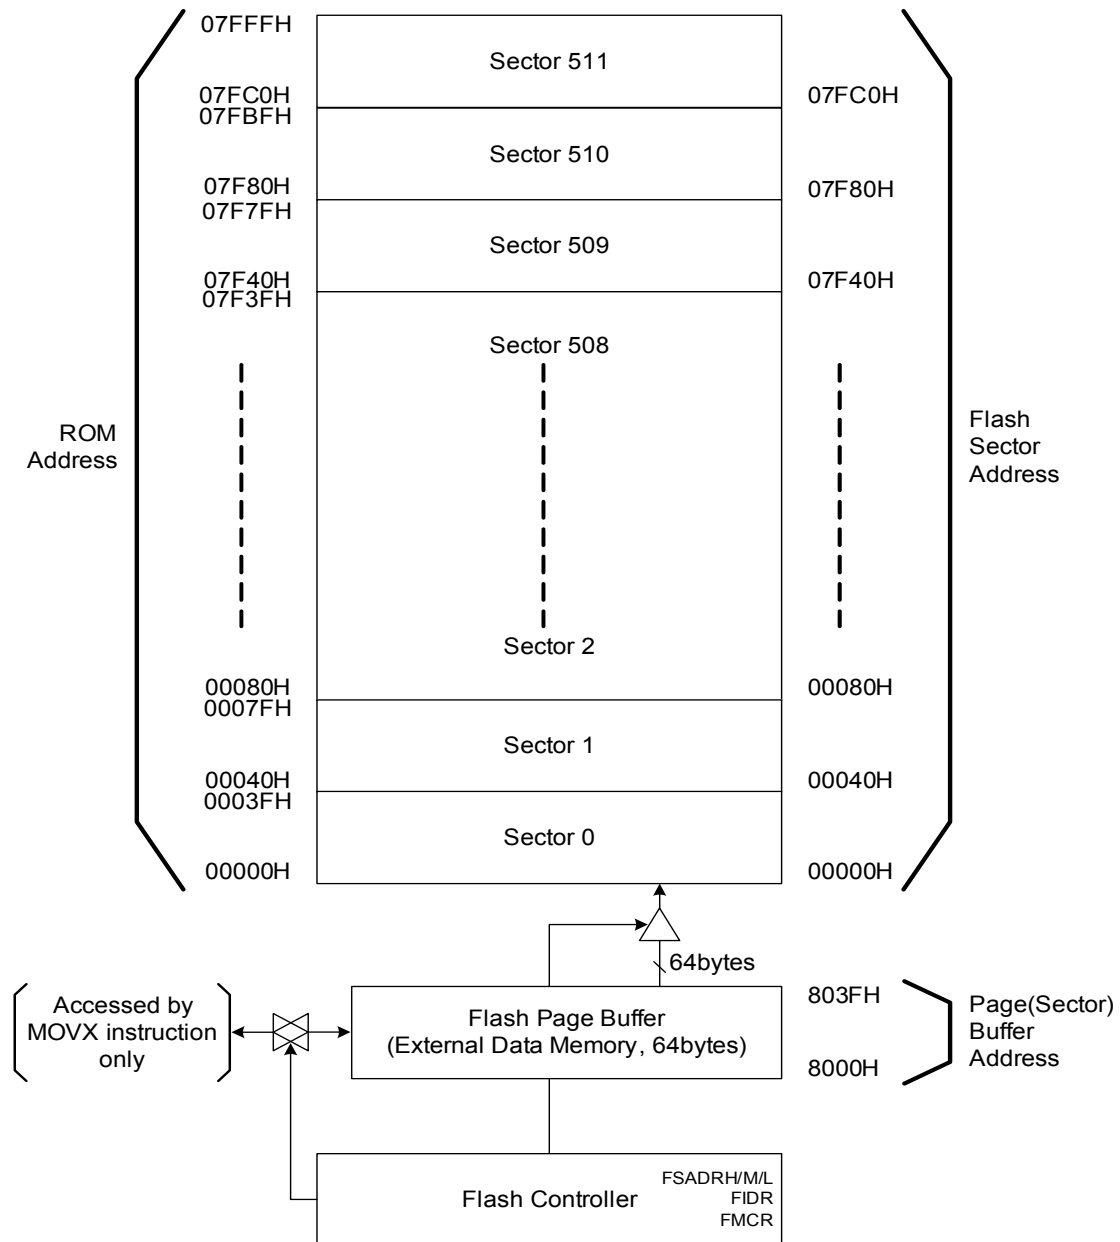 07FFFH
Sector 511
07FC0H
07FC0H
07FBFH
Sector 510
07F80H
07F80H
07F7FH
Sector 509
07F40H
07F40H
07F3FH
Sector 508
ROM
Address
Flash
Sector
Address
Sector 2
00080H
00080H
0007FH
Sector 1
00040H
00040H
0003FH
Sector 0
00000H
00000H
64bytes
Accessed by
MOVX instruction
only
Flash Page Buffer
(External Data Memory, 64bytes)
803FH
8000H
Page(Sector)
Buffer
Address
Flash Controller
FSADRH/M/L
FIDR
FMCR